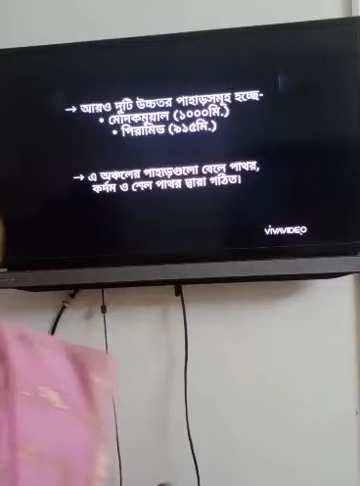 → আরও দুটি উচ্চতর পাহাড়সমূহ হচ্ছে-
• মোদকমুয়াল (১০০০মি.)
• পিরামিড (৯১৫মি.)
→ এ অঞ্চলের পাহাড়গুলো বেলে পাথর,
কর্দম ও শেল পাথর দ্বারা গঠিত।
VIVAVIDEO